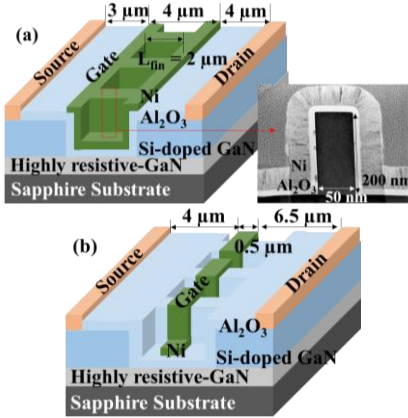 3 µm 4 µm 4 µm
(a)
Source
Gate
L_fin = 2 µm
Drain
Ni
Al₂O₃
Si-doped GaN
Highly resistive-GaN
Sapphire Substrate
Ni
Al₂O₃
200 nm
50 nm
(b)
4 µm 6.5 µm
0.5 µm
Source
Gate
Drain
Ni
Al₂O₃
Si-doped GaN
Highly resistive-GaN
Sapphire Substrate